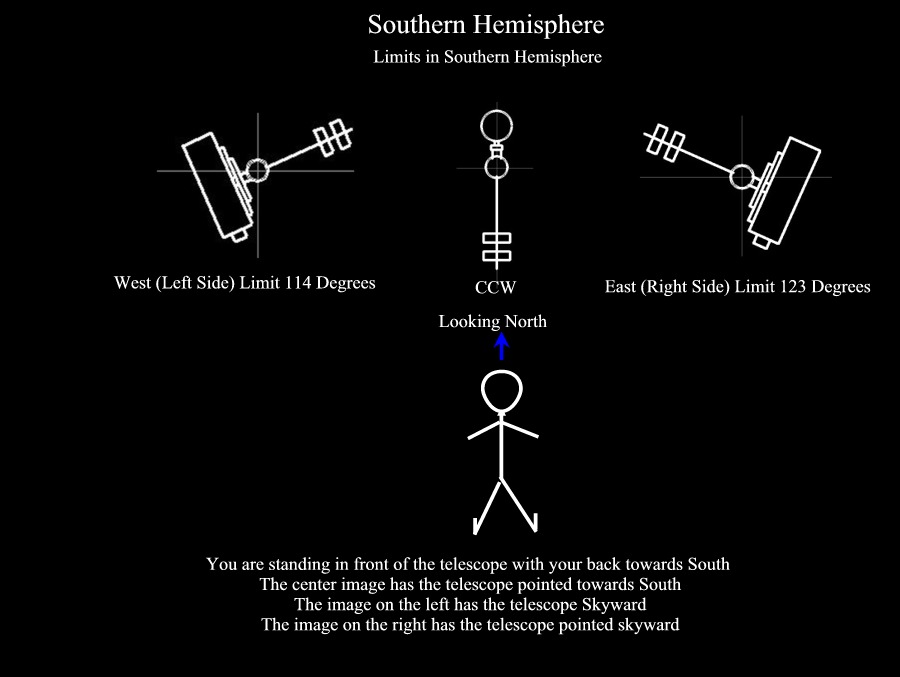 Southern Hemisphere
Limits in Southern Hemisphere
West (Left Side) Limit 114 Degrees
CCW
East (Right Side) Limit 123 Degrees
Looking North
You are standing in front of the telescope with your back towards South
The center image has the telescope pointed towards South
The image on the left has the telescope Skyward
The image on the right has the telescope pointed skyward